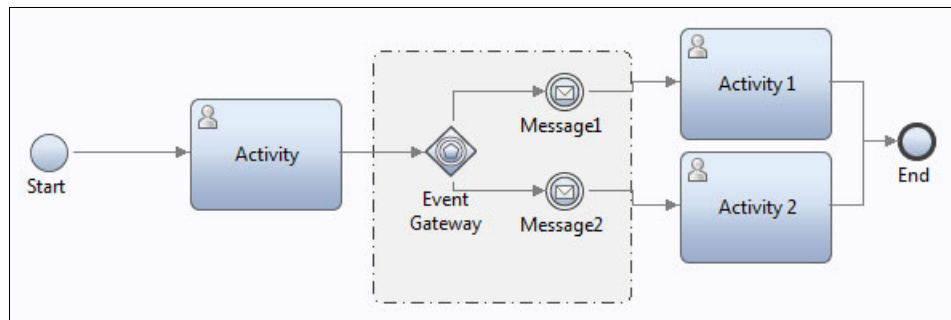 Start
Activity
Event
Gateway
Message1
Message2
Activity 1
Activity 2
End